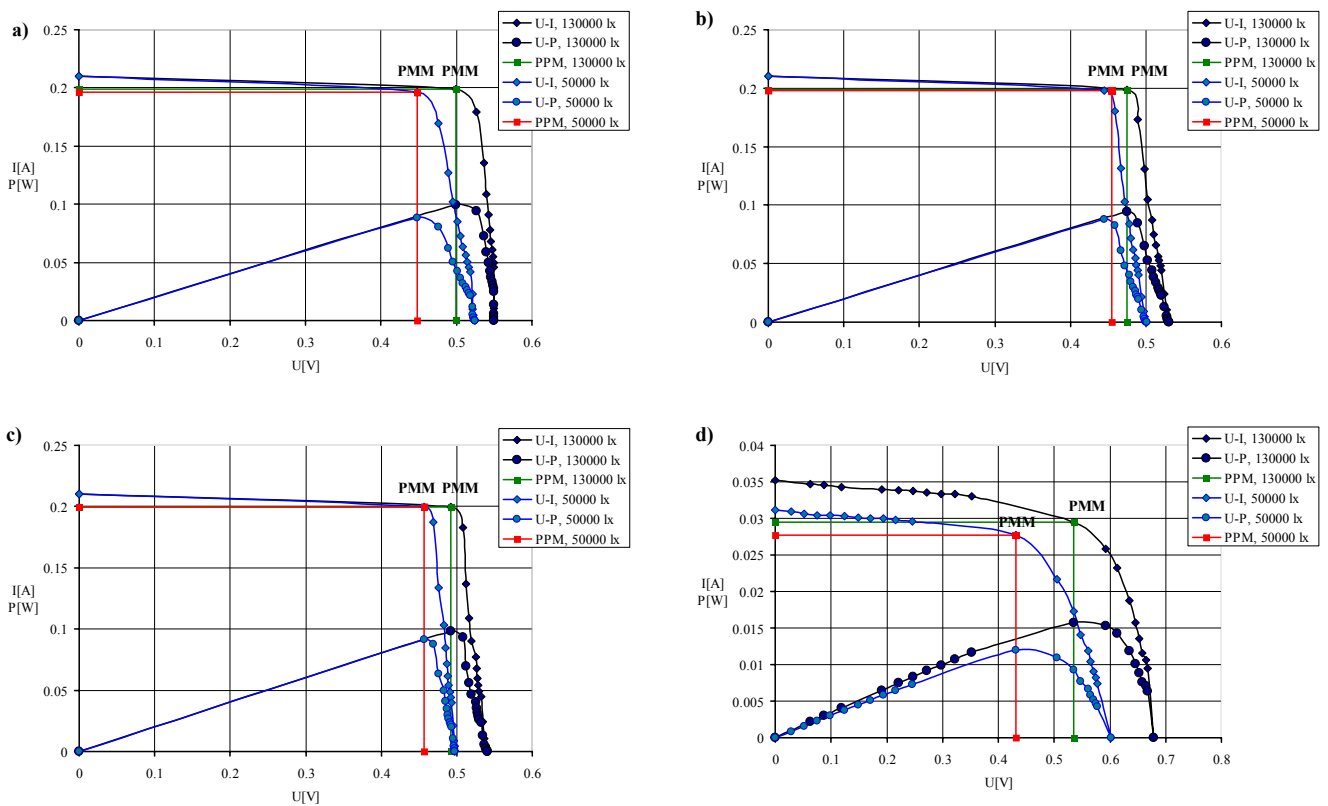 a)
U-I, 130000 lx
U-P, 130000 lx
PPM, 130000 lx
U-I, 50000 lx
U-P, 50000 lx
PPM, 50000 lx
PMM PMM
0.25
0.2
0.15
0.1
0.05
0
I[A]
P[W]
0 0.1 0.2 0.3 0.4 0.5 0.6
U[V]
b)
U-I, 130000 lx
U-P, 130000 lx
PPM, 130000 lx
U-I, 50000 lx
U-P, 50000 lx
PPM, 50000 lx
PMM PMM
0.25
0.2
0.15
0.1
0.05
0
I[A]
P[W]
0 0.1 0.2 0.3 0.4 0.5 0.6
U[V]
c)
U-I, 130000 lx
U-P, 130000 lx
PPM, 130000 lx
U-I, 50000 lx
U-P, 50000 lx
PPM, 50000 lx
PMM PMM
0.25
0.2
0.15
0.1
0.05
0
I[A]
P[W]
0 0.1 0.2 0.3 0.4 0.5 0.6
U[V]
d)
U-I, 130000 lx
U-P, 130000 lx
PPM, 130000 lx
U-I, 50000 lx
U-P, 50000 lx
PPM, 50000 lx
PMM
PMM
0.04
0.035
0.03
0.025
0.02
0.015
0.01
0.005
0
I[A]
P[W]
0 0.1 0.2 0.3 0.4 0.5 0.6 0.7 0.8
U[V]